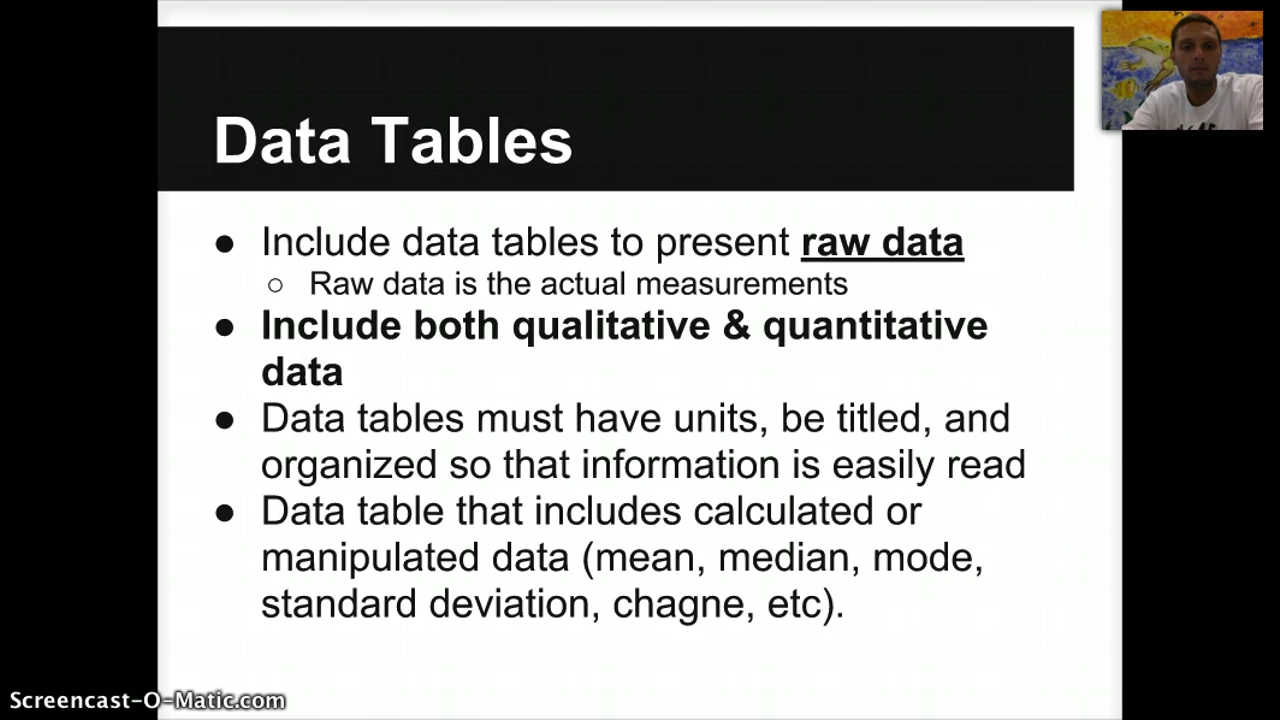 Data Tables
● Include data tables to present raw data
○ Raw data is the actual measurements
● Include both qualitative & quantitative
data
● Data tables must have units, be titled, and
organized so that information is easily read
● Data table that includes calculated or
manipulated data (mean, median, mode,
standard deviation, chagne, etc).
Screencast-O-Matic.com